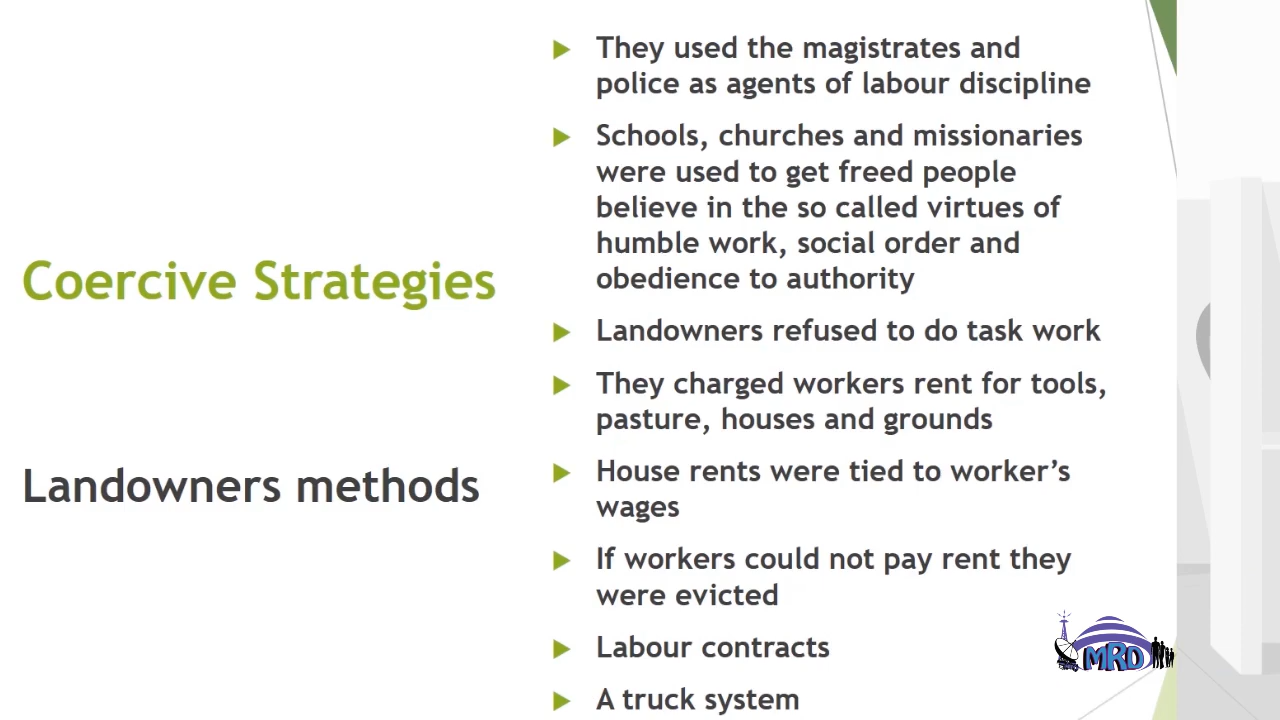 Coercive Strategies
Landowners methods
They used the magistrates and
police as agents of labour discipline
Schools, churches and missionaries
were used to get freed people
believe in the so called virtues of
humble work, social order and
obedience to authority
Landowners refused to do task work
They charged workers rent for tools,
pasture, houses and grounds
House rents were tied to worker’s
wages
If workers could not pay rent they
were evicted
Labour contracts
A truck system
MRD